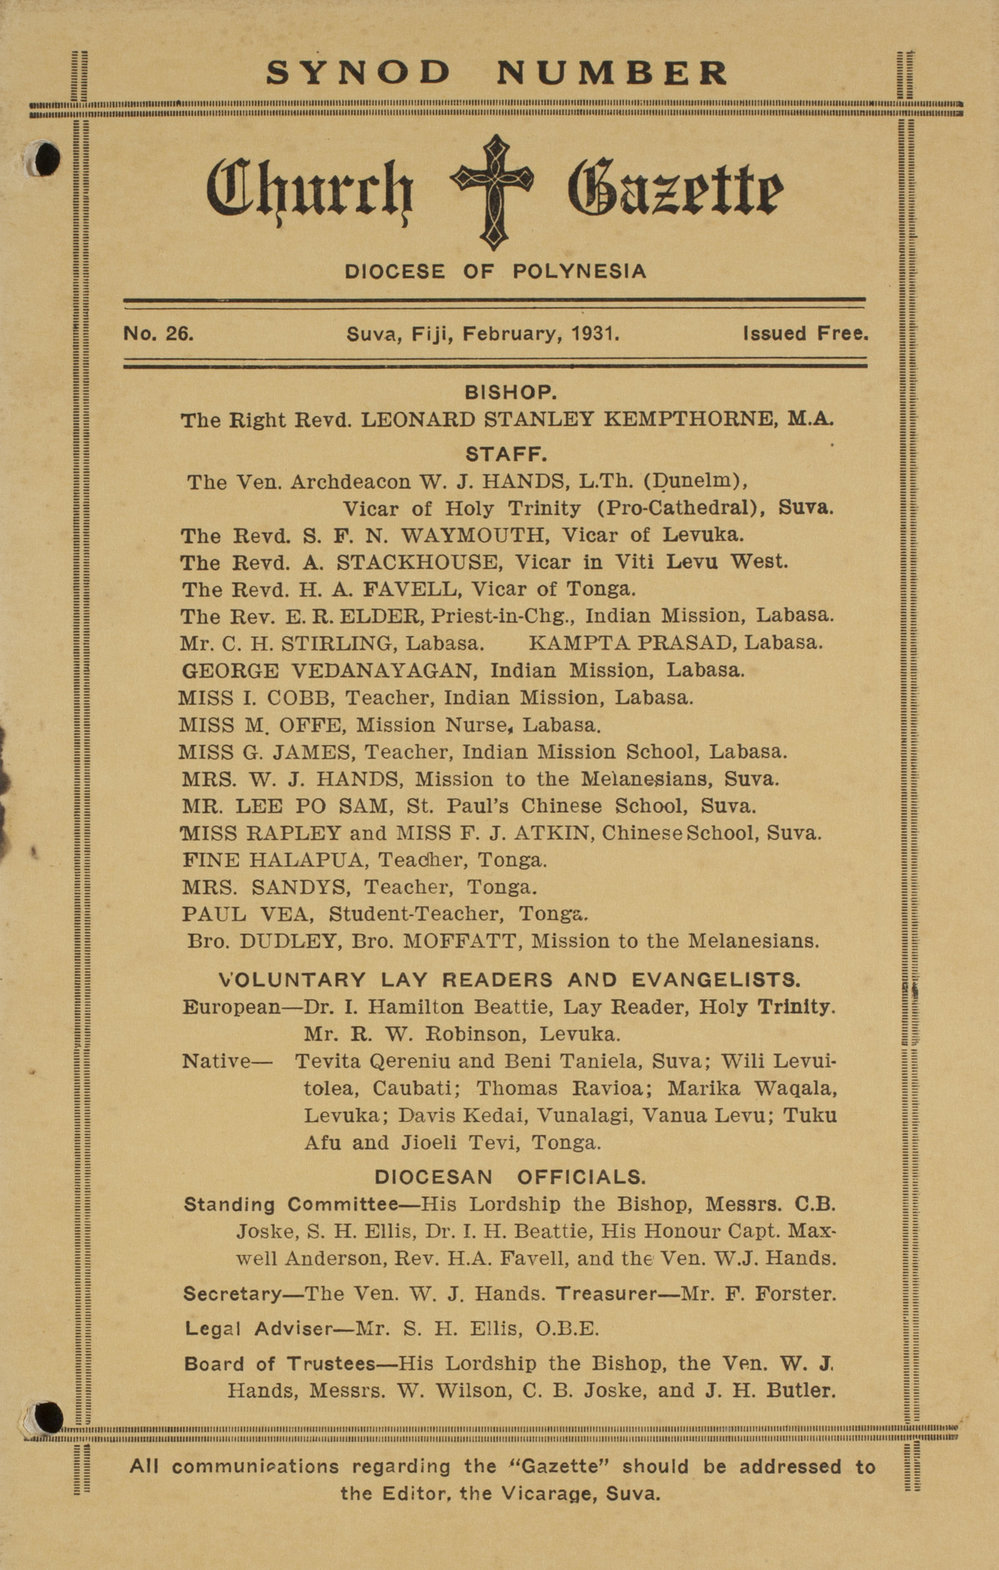 SYNOD NUMBER
Church Gazette
DIOCESE OF POLYNESIA
No. 26. Suva, Fiji, February, 1931. Issued Free.
BISHOP.
The Right Revd. LEONARD STANLEY KEMPTHORNE, M.A.
STAFF.
The Ven. Archdeacon W. J. HANDS, L.Th. (Dunelm),
Vicar of Holy Trinity (Pro-Cathedral), Suva.
The Revd. S. F. N. WAYMOUTH, Vicar of Levuka.
The Revd. A. STACKHOUSE, Vicar in Viti Levu West.
The Revd. H. A. FAVELL, Vicar of Tonga.
The Rev. E. R. ELDER, Priest-in-Chg., Indian Mission, Labasa.
Mr. C. H. STIRLING, Labasa. KAMPTA PRASAD, Labasa.
GEORGE VEDANAYAGAN, Indian Mission, Labasa.
MISS I. COBB, Teacher, Indian Mission, Labasa.
MISS M. OFFE, Mission Nurse, Labasa.
MISS G. JAMES, Teacher, Indian Mission School, Labasa.
MRS. W. J. HANDS, Mission to the Melanesians, Suva.
MR. LEE PO SAM, St. Paul's Chinese School, Suva.
MISS RAPLEY and MISS F. J. ATKIN, Chinese School, Suva.
FINE HALAPUA, Teacher, Tonga.
MRS. SANDYS, Teacher, Tonga.
PAUL VEA, Student-Teacher, Tonga.
Bro. DUDLEY, Bro. MOFFATT, Mission to the Melanesians.
VOLUNTARY LAY READERS AND EVANGELISTS.
European—Dr. I. Hamilton Beattie, Lay Reader, Holy Trinity.
Mr. R. W. Robinson, Levuka.
Native— Tevita Qereniu and Beni Taniela, Suva; Wili Levui-
tolea, Caubati; Thomas Ravioa; Marika Waqala,
Levuka; Davis Kedai, Vunalagi, Vanua Levu; Tuku
Afu and Jioeli Tevi, Tonga.
DIOCESAN OFFICIALS.
Standing Committee—His Lordship the Bishop, Messrs. C.B.
Joske, S. H. Ellis, Dr. I. H. Beattie, His Honour Capt. Max-
well Anderson, Rev. H.A. Favell, and the Ven. W.J. Hands.
Secretary—The Ven. W. J. Hands. Treasurer—Mr. F. Forster.
Legal Adviser—Mr. S. H. Ellis, O.B.E.
Board of Trustees—His Lordship the Bishop, the Ven. W. J.
Hands, Messrs. W. Wilson, C. B. Joske, and J. H. Butler.
All communications regarding the "Gazette" should be addressed to
the Editor, the Vicarage, Suva.